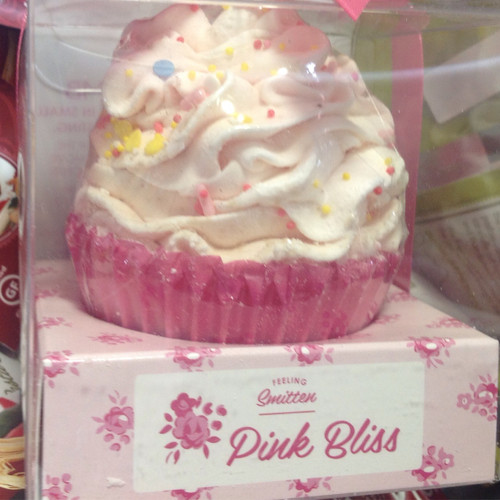 FEELING
Smitten
Pink Bliss